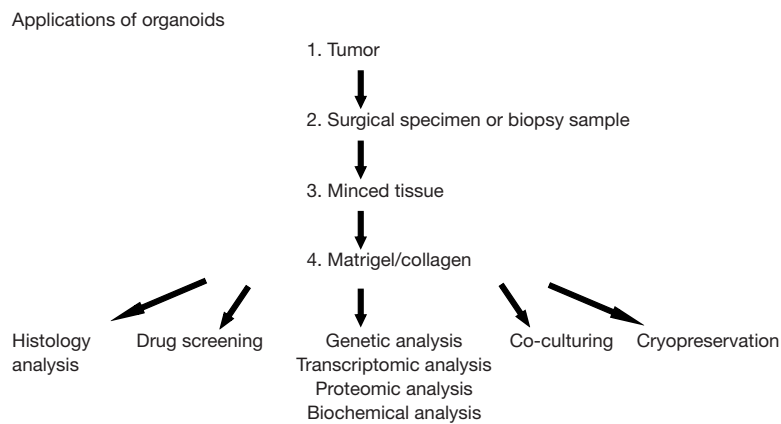 Applications of organoids
1. Tumor
2. Surgical specimen or biopsy sample
3. Minced tissue
4. Matrigel/collagen
Histology
analysis
Drug screening
Genetic analysis
Transcriptomic analysis
Proteomic analysis
Biochemical analysis
Co-culturing
Cryopreservation